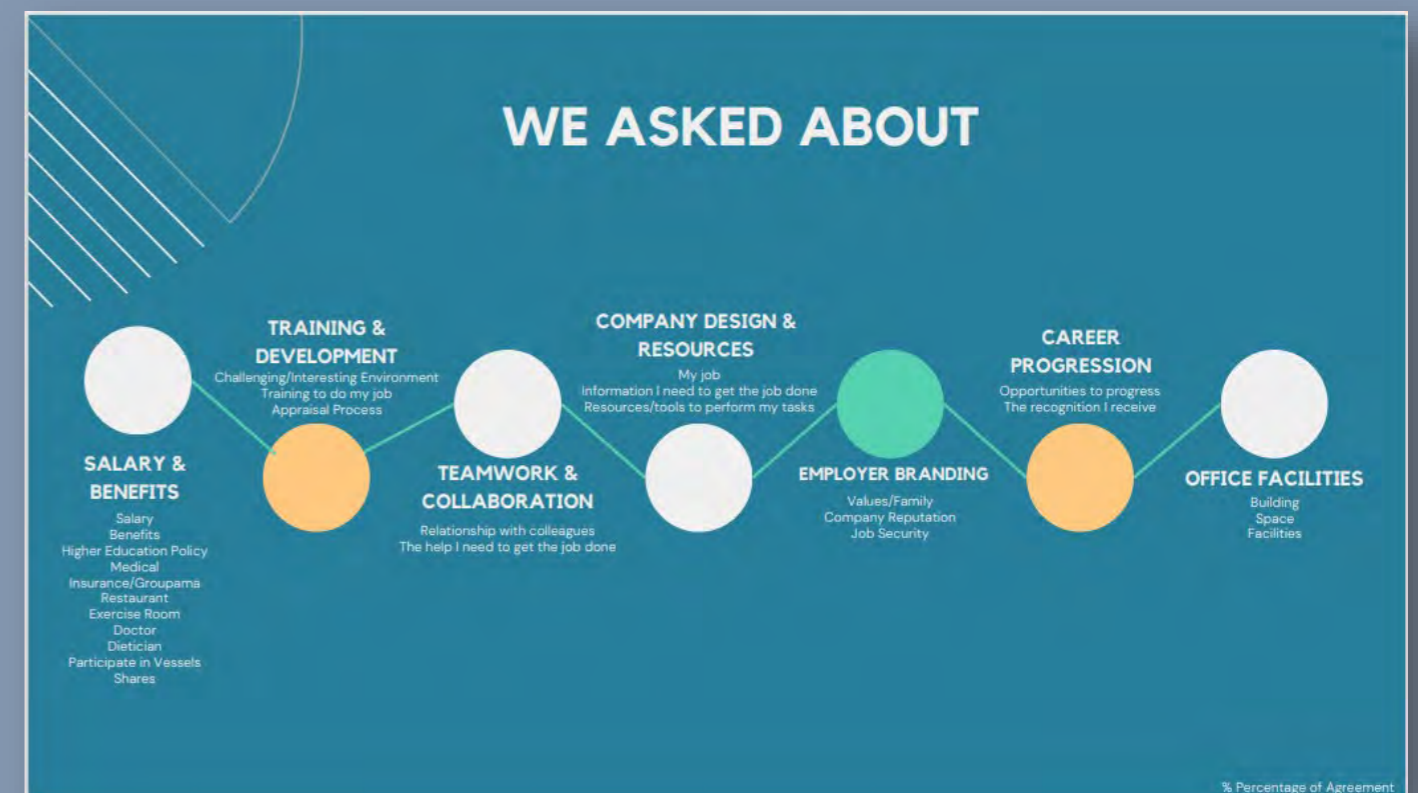 WE ASKED ABOUT
SALARY &
BENEFITS
Salary
Benefits
Higher Education Policy
Medical
Insurance/Groupama
Restaurant
Exercise Room
Doctor
Dietician
Participate in Vessels
Shares
TRAINING &
DEVELOPMENT
Challenging/Interesting Environment
Training to do my job
Appraisal Process
TEAMWORK &
COLLABORATION
Relationship with colleagues
The help I need to get the job done
COMPANY DESIGN &
RESOURCES
My job
Information I need to get the job done
Resources/tools to perform my tasks
EMPLOYER BRANDING
Values/Family
Company Reputation
Job Security
CAREER
PROGRESSION
Opportunities to progress
The recognition I receive
OFFICE FACILITIES
Building
Space
Facilities
% Percentage of Agreement